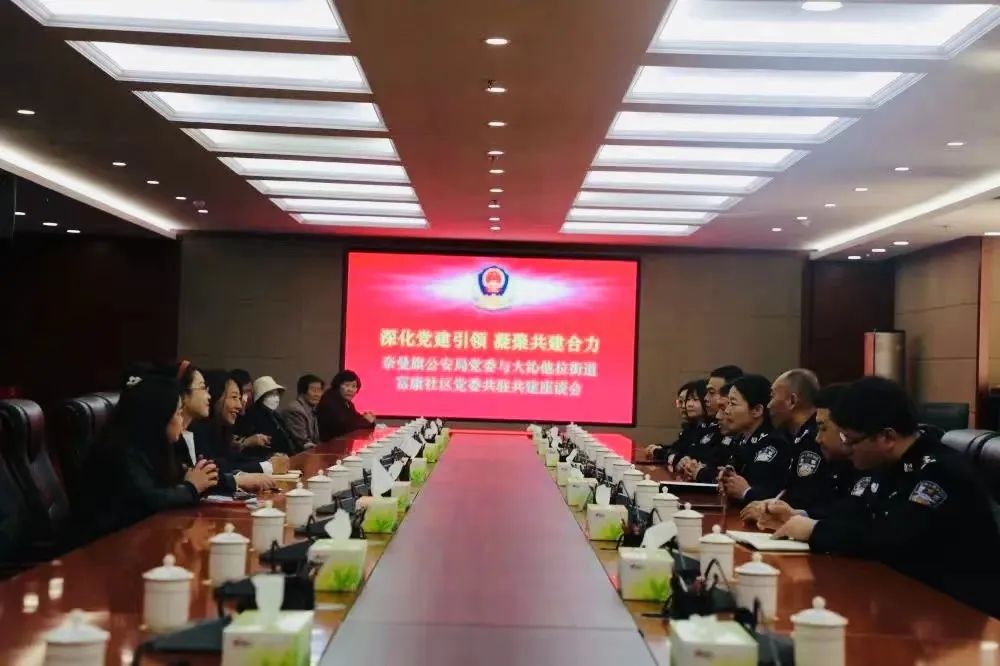 深化党建引领 凝聚共建合力
奈曼旗公安局党委与大沁他拉街道
富康社区党委共驻共建座谈会